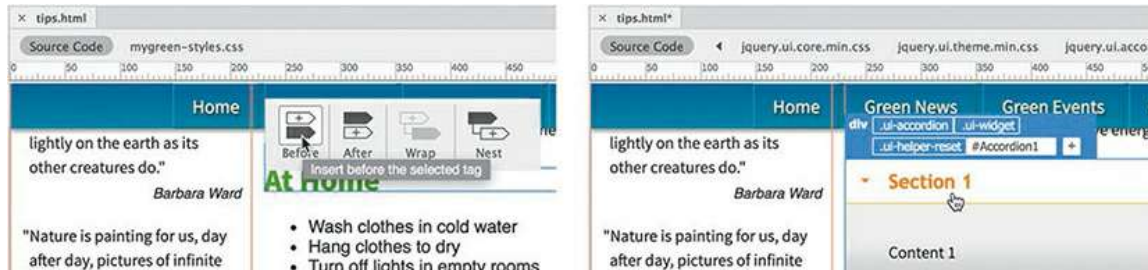 × tips.html
Source Code mygreen-styles.css
0 50 100 150 200 250 300 350 400 450
Home
Before After Wrap Nest
Insert before the selected tag
lightly on the earth as its
other creatures do."
Barbara Ward
At Home
• Wash clothes in cold water
• Hang clothes to dry
• Turn off lights in empty rooms
"Nature is painting for us, day
after day, pictures of infinite
× tips.html*
Source Code jquery.ui.core.min.css jquery.ui.theme.min.css jquery.ui.acco
0 50 100 150 200 250 300 350 400 450
Home Green News Green Events
div .ui-accordion .ui-widget
.ui-helper-reset #Accordion1 +
lightly on the earth as its
other creatures do."
Barbara Ward
Section 1
"Nature is painting for us, day
after day, pictures of infinite
Content 1